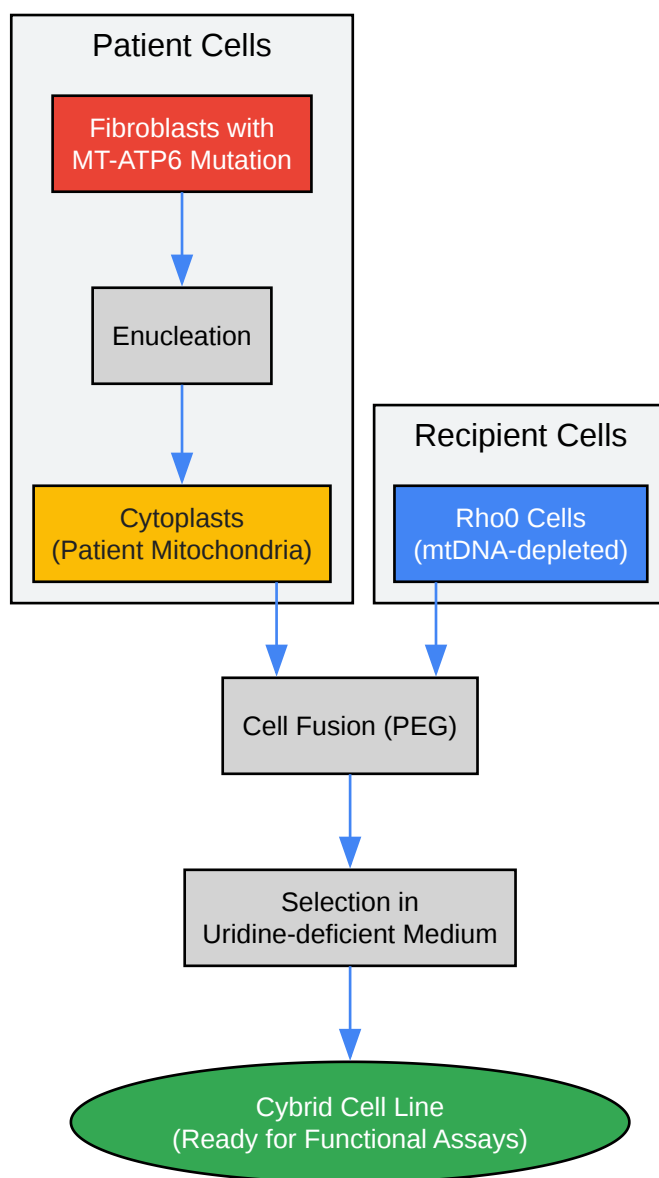 Patient Cells
Fibroblasts with
MT-ATP6 Mutation
Enucleation
Cytoplasts
(Patient Mitochondria)
Recipient Cells
Rho0 Cells
(mtDNA-depleted)
Cell Fusion (PEG)
Selection in
Uridine-deficient Medium
Cybrid Cell Line
(Ready for Functional Assays)